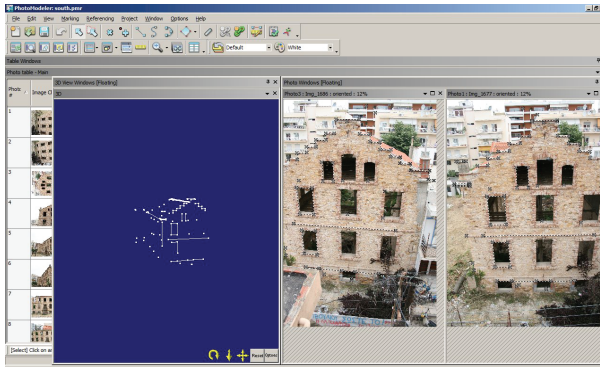 PhotoModeler: south.pmr
File Edit View Marking Referencing Project Window Options Help
Default
White
Table Windows
Photo table - Main
3D View Windows [Floating]
Photo Windows [Floating]
Photo #
Image
3D
Photo3 : Img_1686 : oriented : 12%
Photo1 : Img_1677 : oriented : 12%
1
2
3
4
5
6
7
8
Reset
Options
[Select] Click on